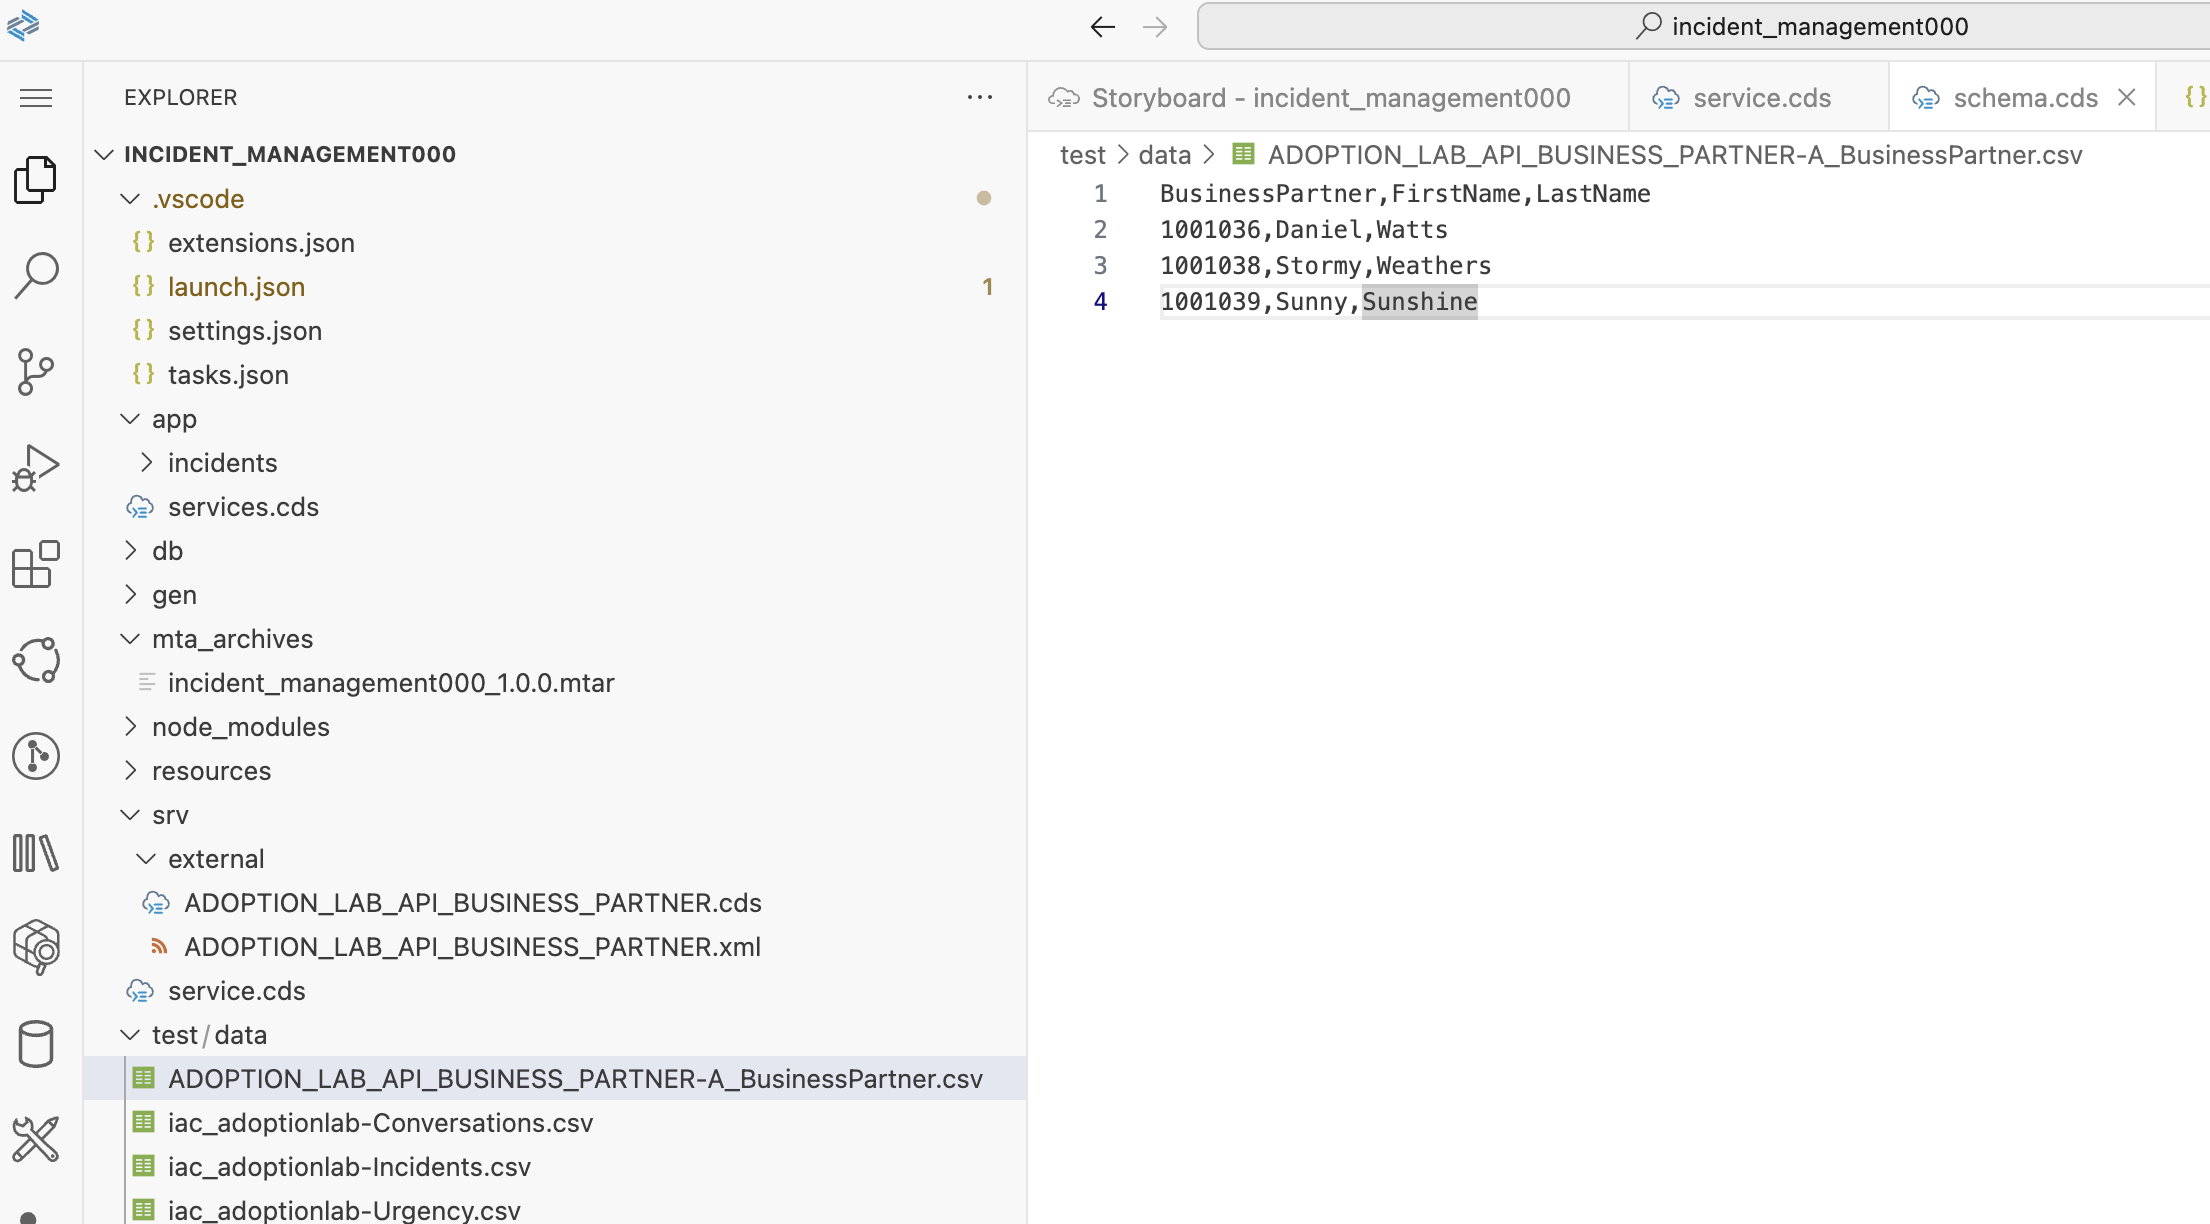 incident_management000
EXPLORER
Storyboard - incident_management000
service.cds
schema.cds
INCIDENT_MANAGEMENT000
.vscode
extensions.json
launch.json 1
settings.json
tasks.json
app
incidents
services.cds
db
gen
mta_archives
incident_management000_1.0.0.mtar
node_modules
resources
srv
external
ADOPTION_LAB_API_BUSINESS_PARTNER.cds
ADOPTION_LAB_API_BUSINESS_PARTNER.xml
service.cds
test / data
ADOPTION_LAB_API_BUSINESS_PARTNER-A_BusinessPartner.csv
iac_adoptionlab-Conversations.csv
iac_adoptionlab-Incidents.csv
iac_adoptionlab-Urgency.csv
test > data > ADOPTION_LAB_API_BUSINESS_PARTNER-A_BusinessPartner.csv
1 BusinessPartner,FirstName,LastName
2 1001036,Daniel,Watts
3 1001038,Stormy,Weathers
4 1001039,Sunny,Sunshine